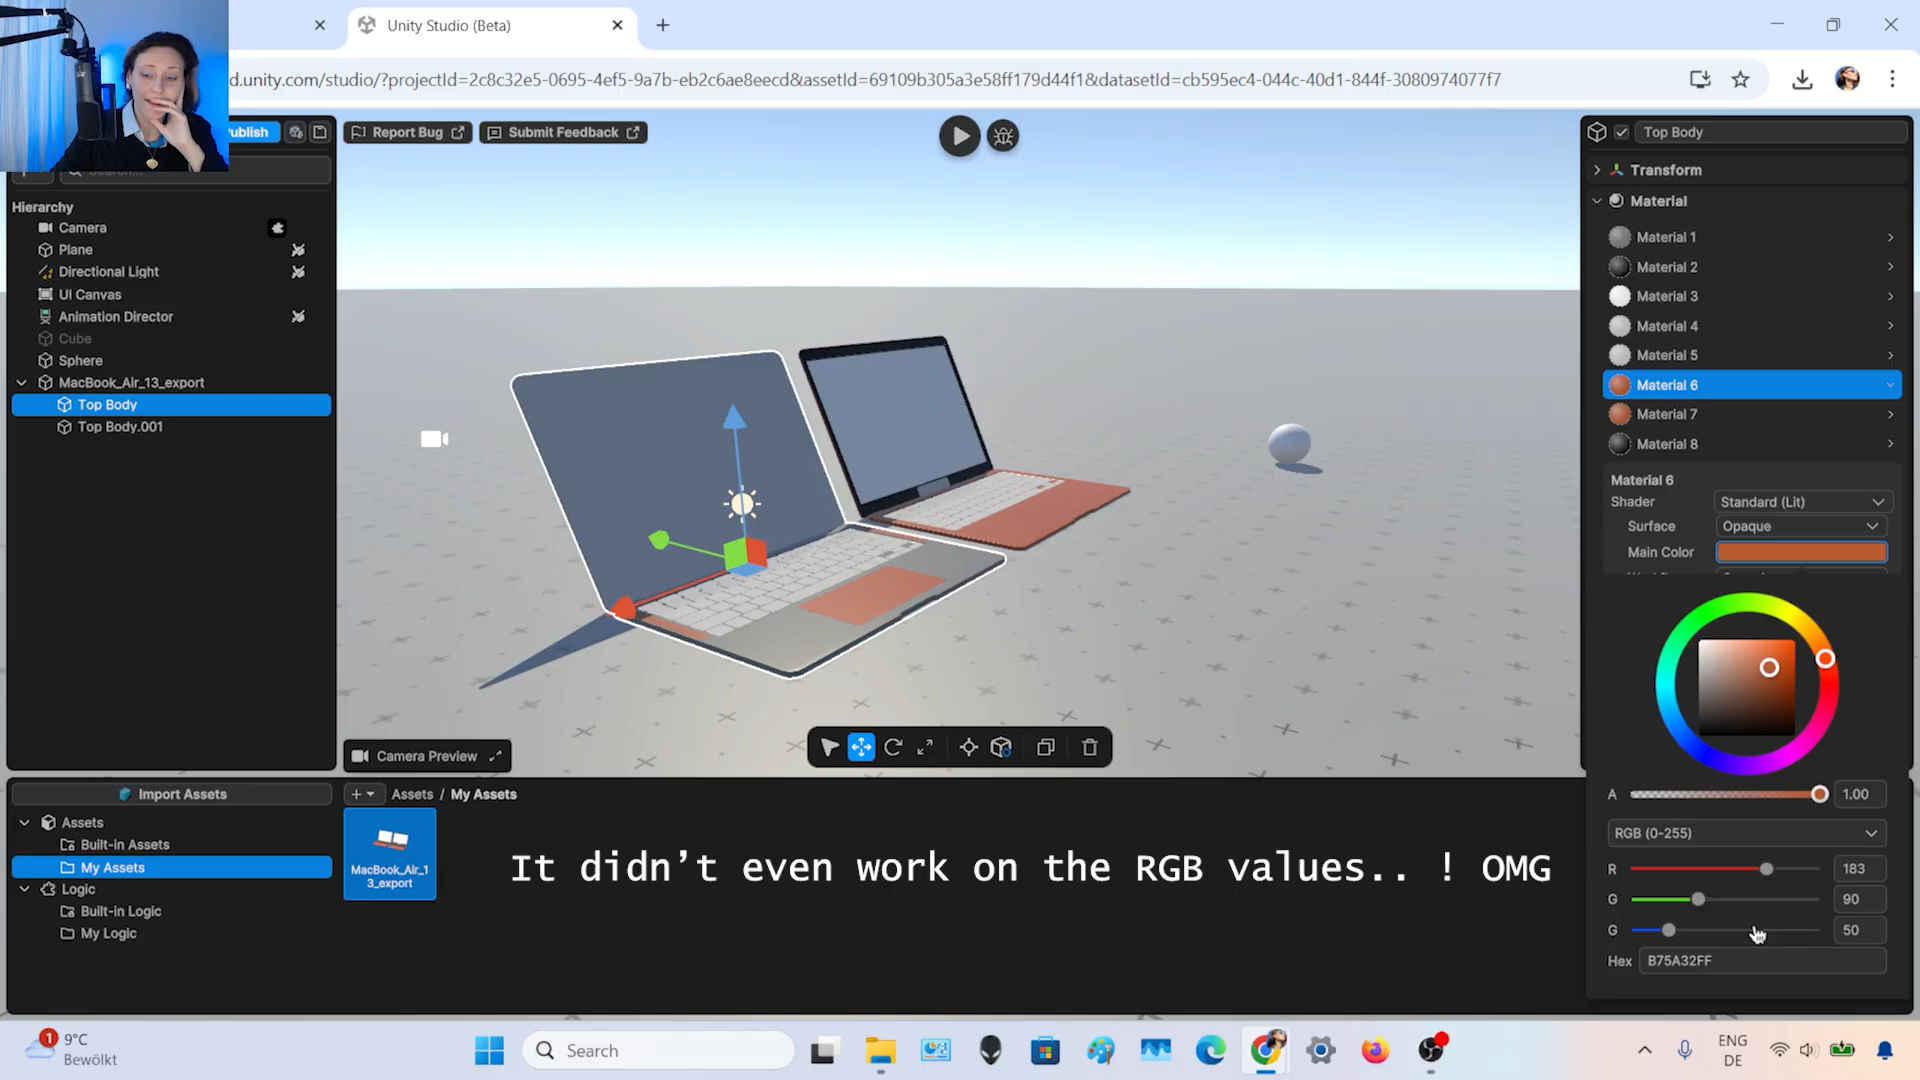 Unity Studio (Beta)
d.unity.com/studio/?projectId=2c8c32e5-0695-4ef5-9a7b-eb2c6ae8eecd&assetId=69109b305a3e58ff179d44f1&datasetId=cb595ec4-044c-40d1-844f-3080974077f7
ublish
Report Bug
Submit Feedback
Search...
Hierarchy
Camera
Plane
Directional Light
UI Canvas
Animation Director
Cube
Sphere
MacBook_Air_13_export
Top Body
Top Body.001
Top Body
Transform
Material
Material 1
Material 2
Material 3
Material 4
Material 5
Material 6
Material 7
Material 8
Material 6
Shader Standard (Lit)
Surface Opaque
Main Color
A 1.00
RGB (0-255)
R 183
G 90
G 50
Hex B75A32FF
Camera Preview
Import Assets
Assets
Built-in Assets
My Assets
Logic
Built-in Logic
My Logic
Assets / My Assets
MacBook_Air_1
3_export
It didn’t even work on the RGB values.. ! OMG
1
9°C
Bewölkt
Search
ENG
DE